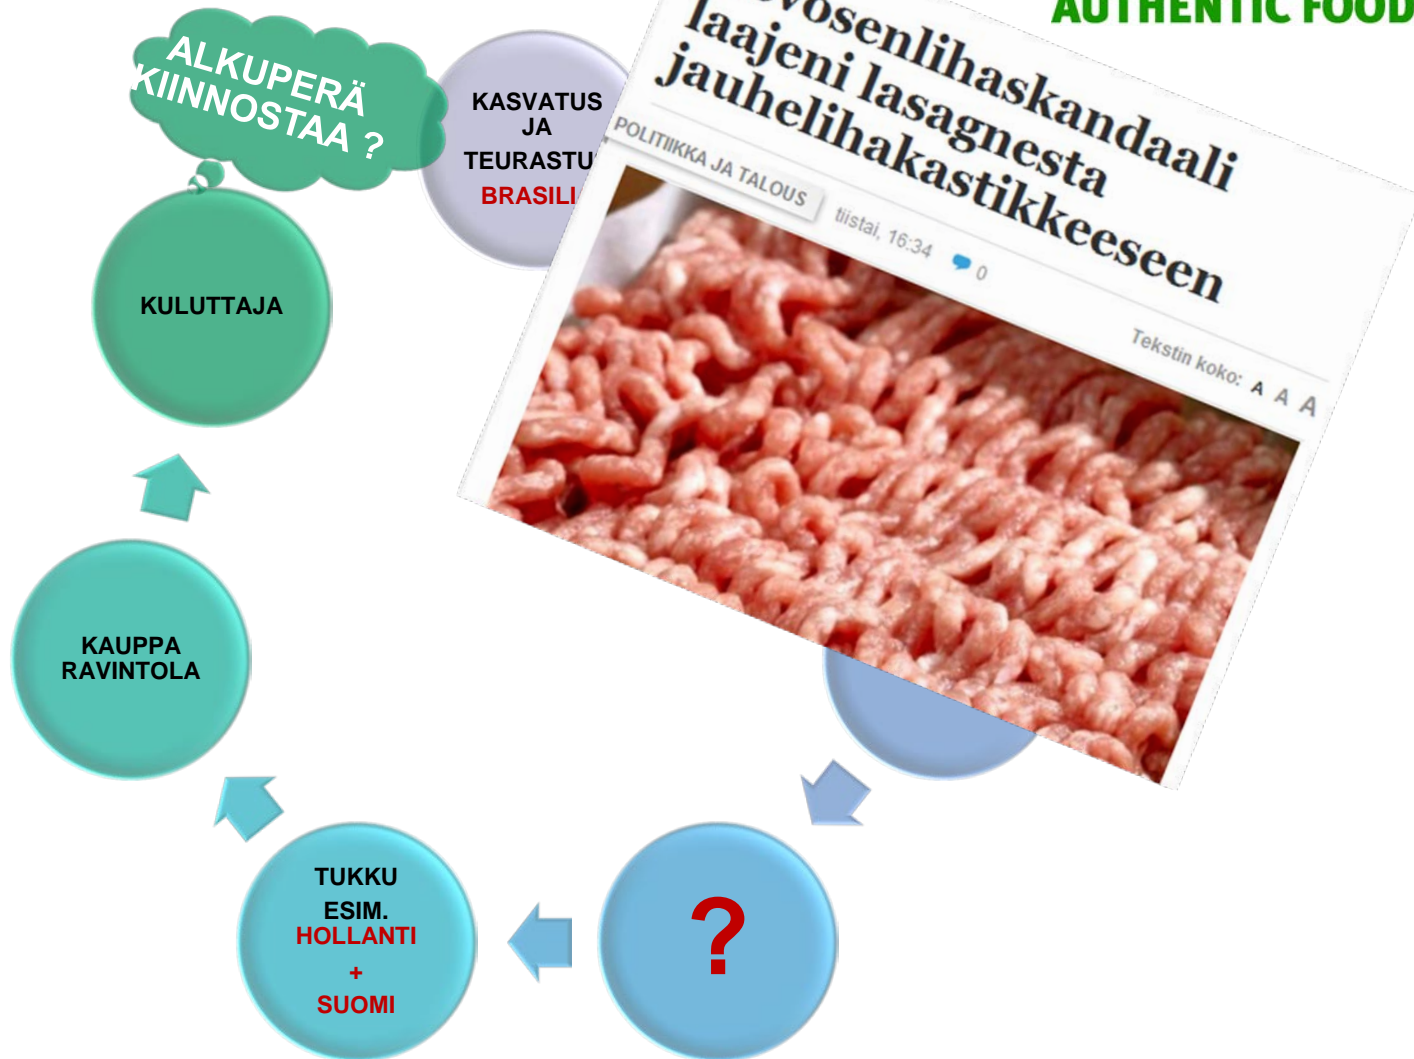 AUTHENTIC FOOD
ALKUPERÄ
KIINNOSTAA ?
KASVATUS
JA
TEURASTU
BRASILI
laajeni lasagnesta
jauhelihakastikkeeseen
POLITIIKKA JA TALOUS
tiistai, 16:34
0
Tekstin koko: A A A
KULUTTAJA
KAUPPA
RAVINTOLA
TUKKU
ESIM.
HOLLANTI
+
SUOMI
?